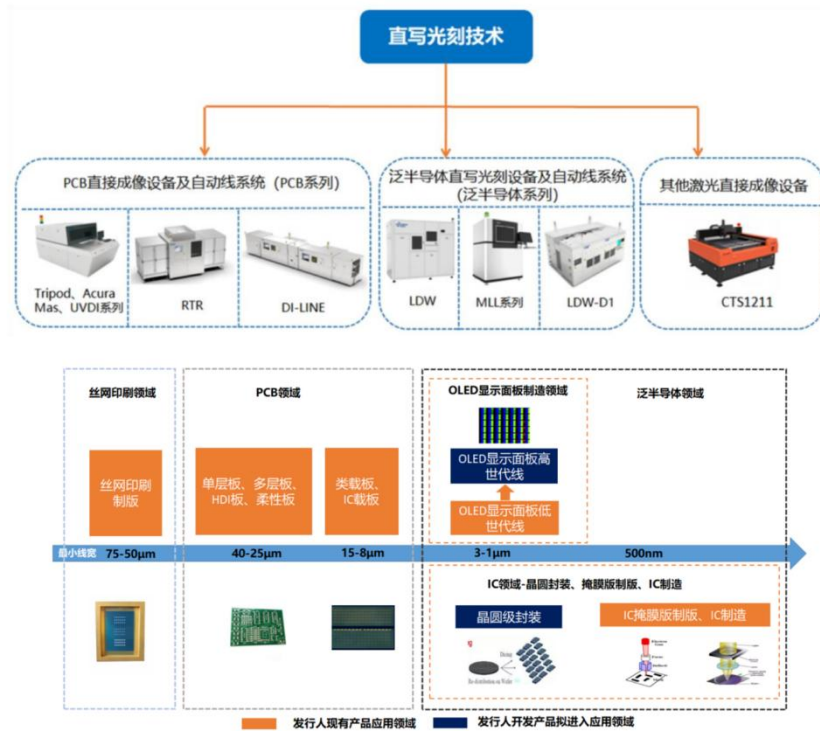 直写光刻技术
PCB直接成像设备及自动线系统（PCB系列）
Tripod、Acura
Mas、UVDI系列
RTR
DI-LINE
泛半导体直写光刻设备及自动线系统
(泛半导体系列)
LDW
MLL系列
LDW-D1
其他激光直接成像设备
CTS1211
丝网印刷领域
PCB领域
OLED显示面板制造领域
泛半导体领域
丝网印刷
制版
单层板、多层板、
HDI板、柔性板
类载板、
IC载板
OLED显示面板高
世代线
OLED显示面板低
世代线
最小线宽
75-50μm
40-25μm
15-8μm
3-1μm
500nm
IC领域-晶圆封装、掩膜版制版、IC制造
晶圆级封装
IC掩膜版制版、IC制造
Dicing
发行人现有产品应用领域
发行人开发产品拟进入应用领域